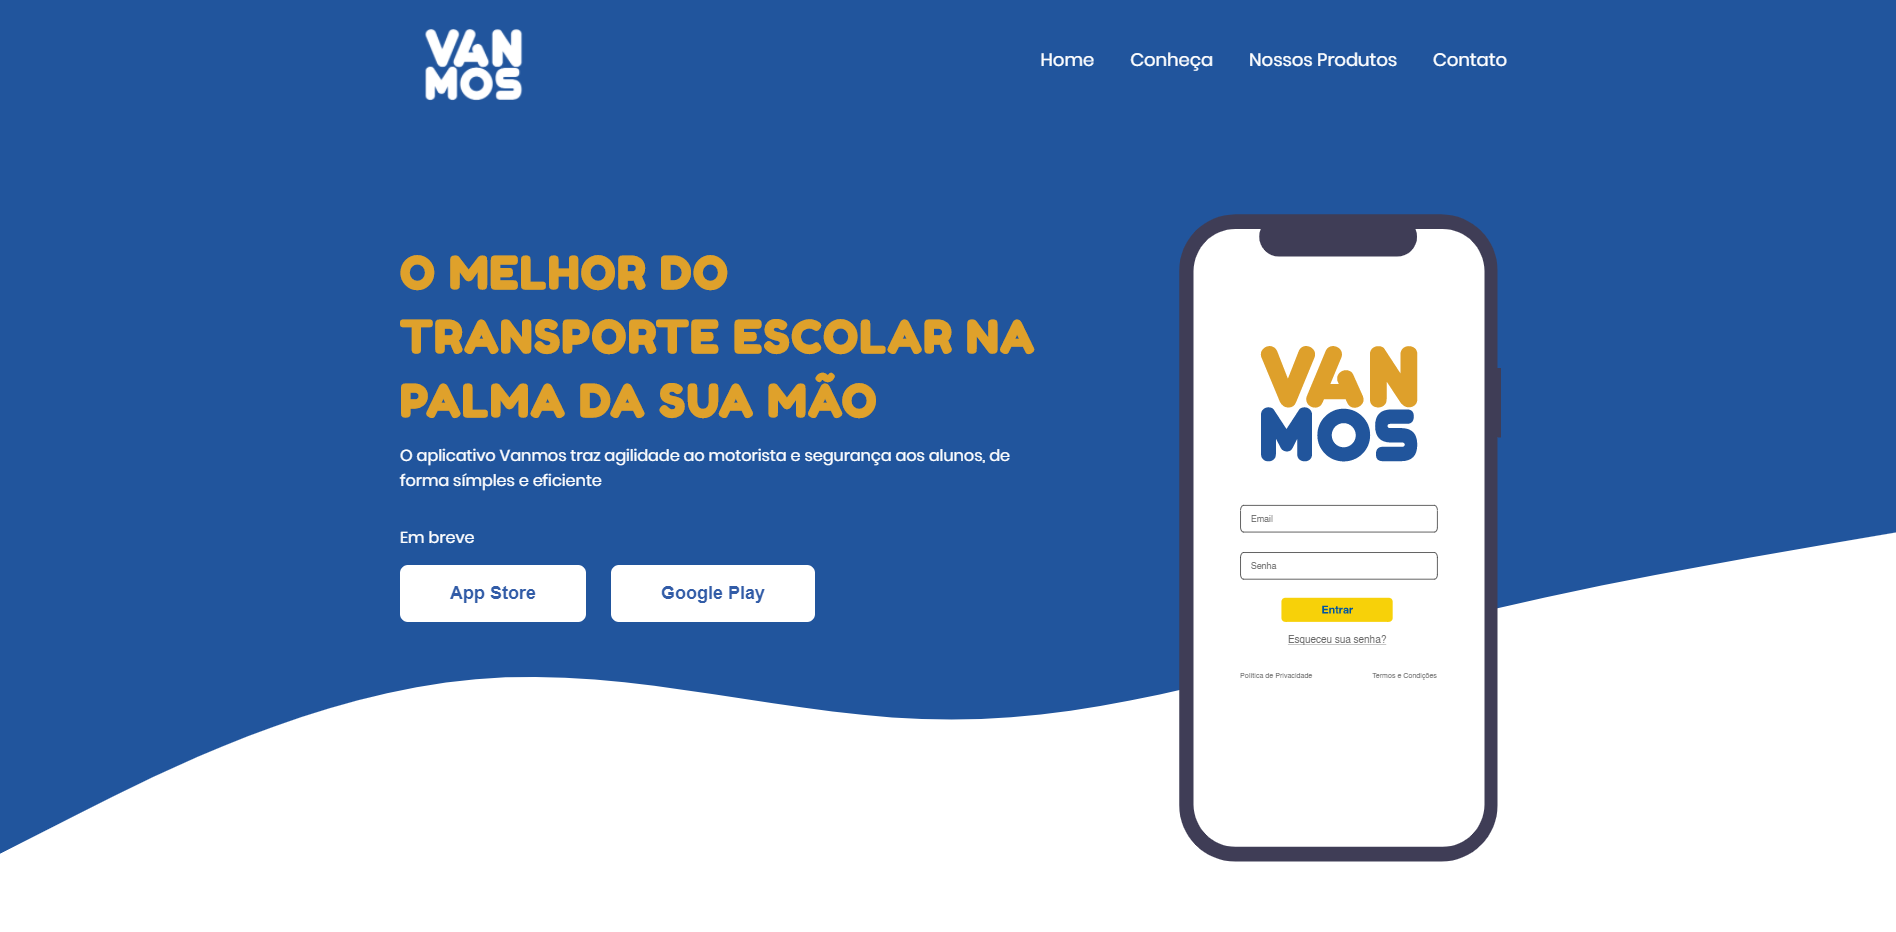 VAN
MOS
Home
Conheça
Nossos Produtos
Contato
O MELHOR DO
TRANSPORTE ESCOLAR NA
PALMA DA SUA MÃO
O aplicativo Vanmos traz agilidade ao motorista e segurança aos alunos, de
forma símples e eficiente
Em breve
App Store
Google Play
VAN
MOS
Email
Senha
Entrar
Esqueceu sua senha?
Política de Privacidade
Termos e Condições